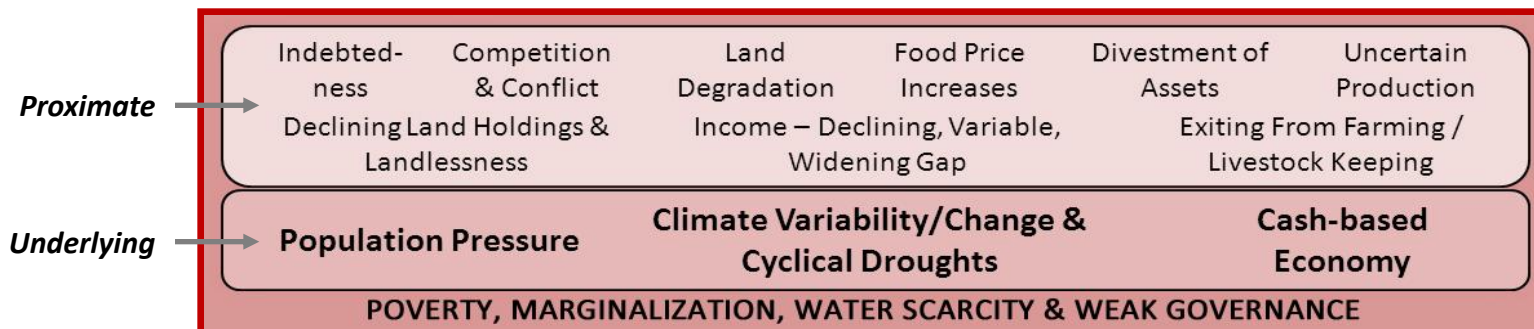 Proximate
Indebted- Competition Land Food Price Divestment of Uncertain
ness & Conflict Degradation Increases Assets Production
Declining Land Holdings & Income – Declining, Variable, Exiting From Farming /
Landlessness Widening Gap Livestock Keeping
Underlying
Population Pressure Climate Variability/Change & Cash-based
Cyclical Droughts Economy
POVERTY, MARGINALIZATION, WATER SCARCITY & WEAK GOVERNANCE